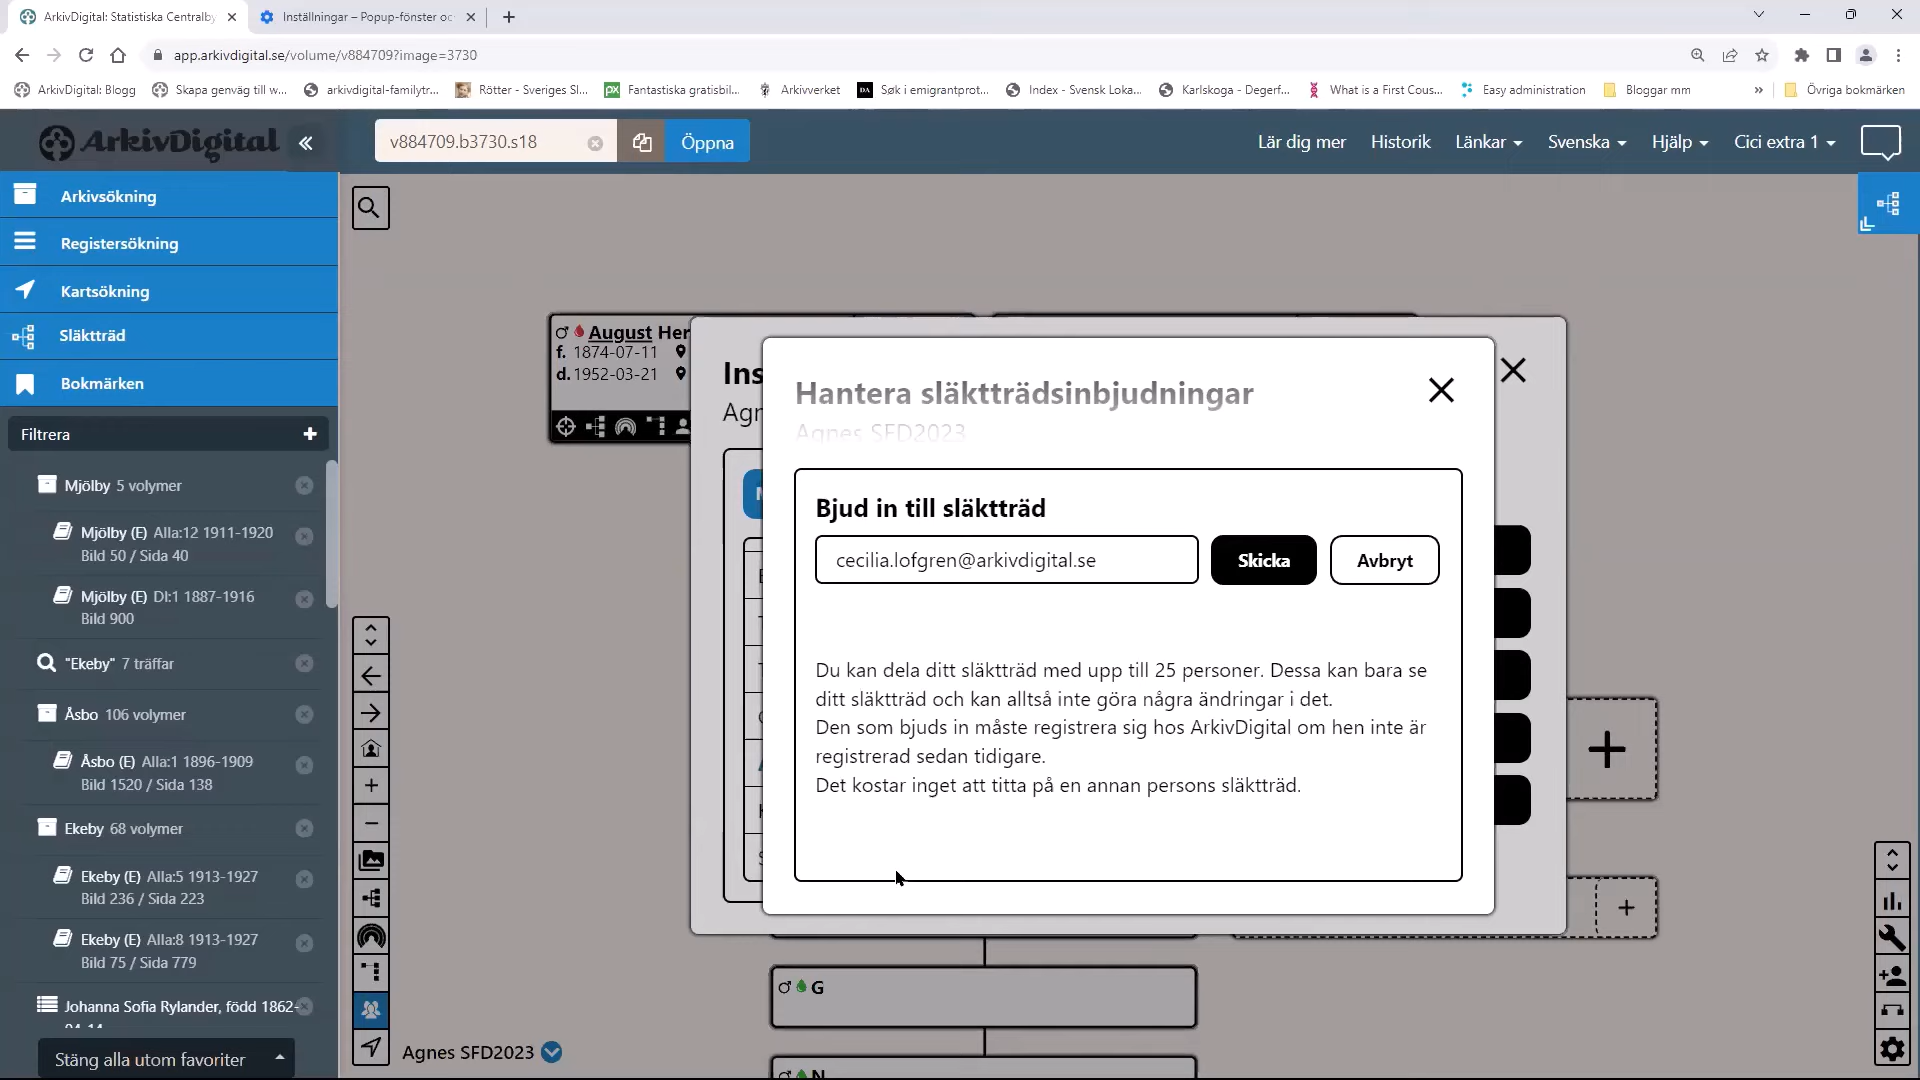 ArkivDigital: Statistiska Centralby
Inställningar – Popup-fönster oc
app.arkivdigital.se/volume/v884709?image=3730
ArkivDigital: Blogg
Skapa genväg till w...
arkivdigital-familytr...
Rötter - Sveriges Sl...
Fantastiska gratisbil...
Arkivverket
DA
Søk i emigrantprot...
Index - Svensk Loka...
Karlskoga - Degerf...
What is a First Cous...
Easy administration
Bloggar mm
»
Övriga bokmärken
ArkivDigital
v884709.b3730.s18
Öppna
Lär dig mer
Historik
Länkar
Svenska
Hjälp
Cici extra 1
Arkivsökning
Registersökning
Kartsökning
Släktträd
Bokmärken
Filtrera
Mjölby 5 volymer
Mjölby (E) Alla:12 1911-1920
Bild 50 / Sida 40
Mjölby (E) DI:1 1887-1916
Bild 900
"Ekeby" 7 träffar
Åsbo 106 volymer
Åsbo (E) Alla:1 1896-1909
Bild 1520 / Sida 138
Ekeby 68 volymer
Ekeby (E) Alla:5 1913-1927
Bild 236 / Sida 223
Ekeby (E) Alla:8 1913-1927
Bild 75 / Sida 779
Johanna Sofia Rylander, född 1862-
Stäng alla utom favoriter
August Her
f. 1874-07-11
d. 1952-03-21
Ins
Agn
Hantera släktträdsinbjudningar
Agnes SFD2023
Bjud in till släktträd
cecilia.lofgren@arkivdigital.se
Skicka
Avbryt
Du kan dela ditt släktträd med upp till 25 personer. Dessa kan bara se
ditt släktträd och kan alltså inte göra några ändringar i det.
Den som bjuds in måste registrera sig hos ArkivDigital om hen inte är
registrerad sedan tidigare.
Det kostar inget att titta på en annan persons släktträd.
G
N
Agnes SFD2023